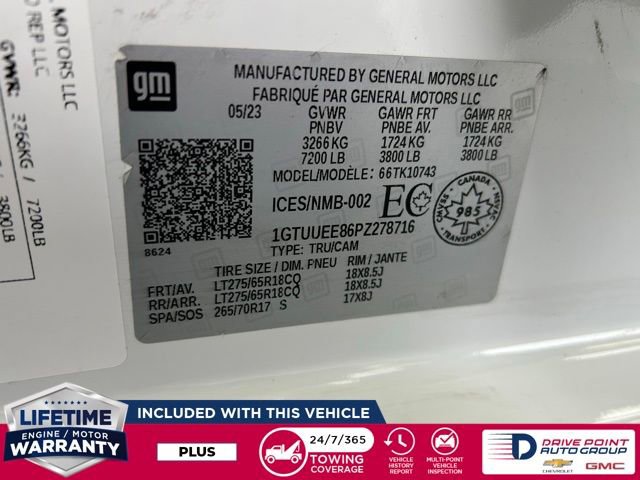 L MOTORS LLC
O REP LLC
GVWR: 3266KG / 7200LB
3800LB
gm
MANUFACTURED BY GENERAL MOTORS LLC
FABRIQUÉ PAR GENERAL MOTORS LLC
05/23 GVWR GAWR FRT GAWR RR
PNBV PNBE AV. PNBE ARR.
3266 KG 1724 KG 1724 KG
7200 LB 3800 LB 3800 LB
MODEL/MODÈLE: 66TK10743
ICES/NMB-002 EC
CANADA
985
TRANSPORT
1GTUUEE86PZ278716
TYPE: TRU/CAM
8624
TIRE SIZE / DIM. PNEU RIM / JANTE
FRT/AV. LT275/65R18CQ 18X8.5J
RR/ARR. LT275/65R18CQ 18X8.5J
SPA/SOS 265/70R17 S 17X8J
LIFETIME
ENGINE / MOTOR
WARRANTY
INCLUDED WITH THIS VEHICLE
PLUS
24/7/365
TOWING
COVERAGE
VEHICLE
HISTORY
REPORT
MULTI-POINT
VEHICLE
INSPECTION
D DRIVE POINT
AUTO GROUP
CHEVROLET GMC